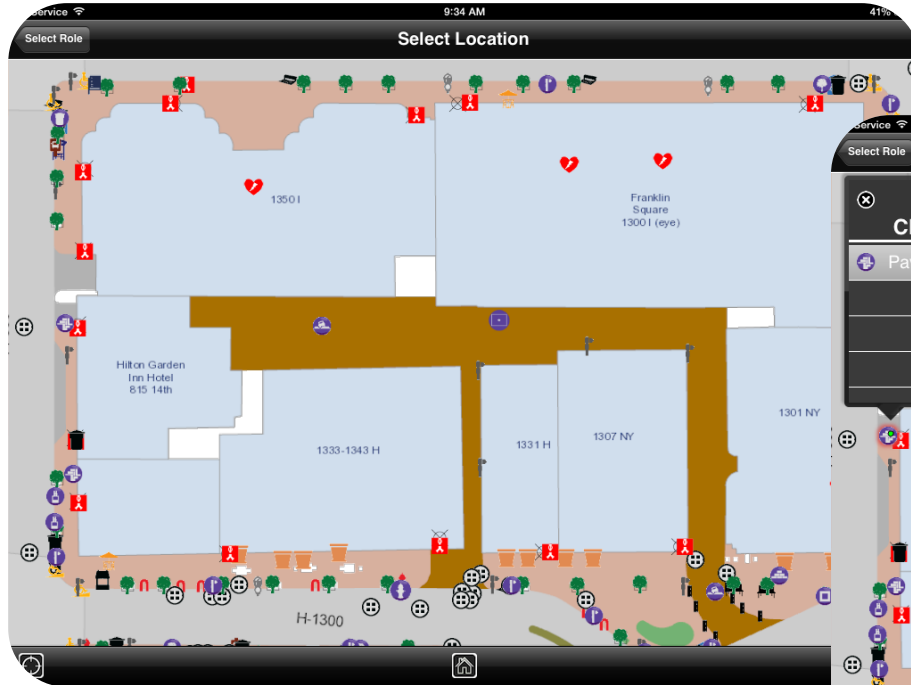 Service
9:34 AM
41%
Select Role
Select Location
1350 I
Franklin
Square
1300 I (eye)
Hilton Garden
Inn Hotel
815 14th
1333-1343 H
1331 H
1307 NY
1301 NY
H-1300
Service
Select Role